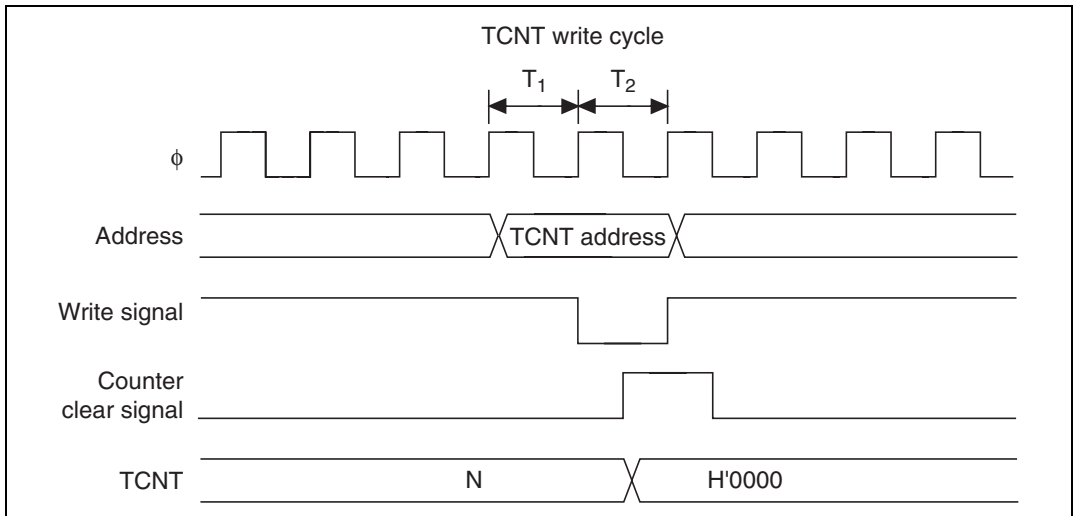 TCNT write cycle
T1 T2
ϕ
Address
TCNT address
Write signal
Counter
clear signal
TCNT
N
H'0000